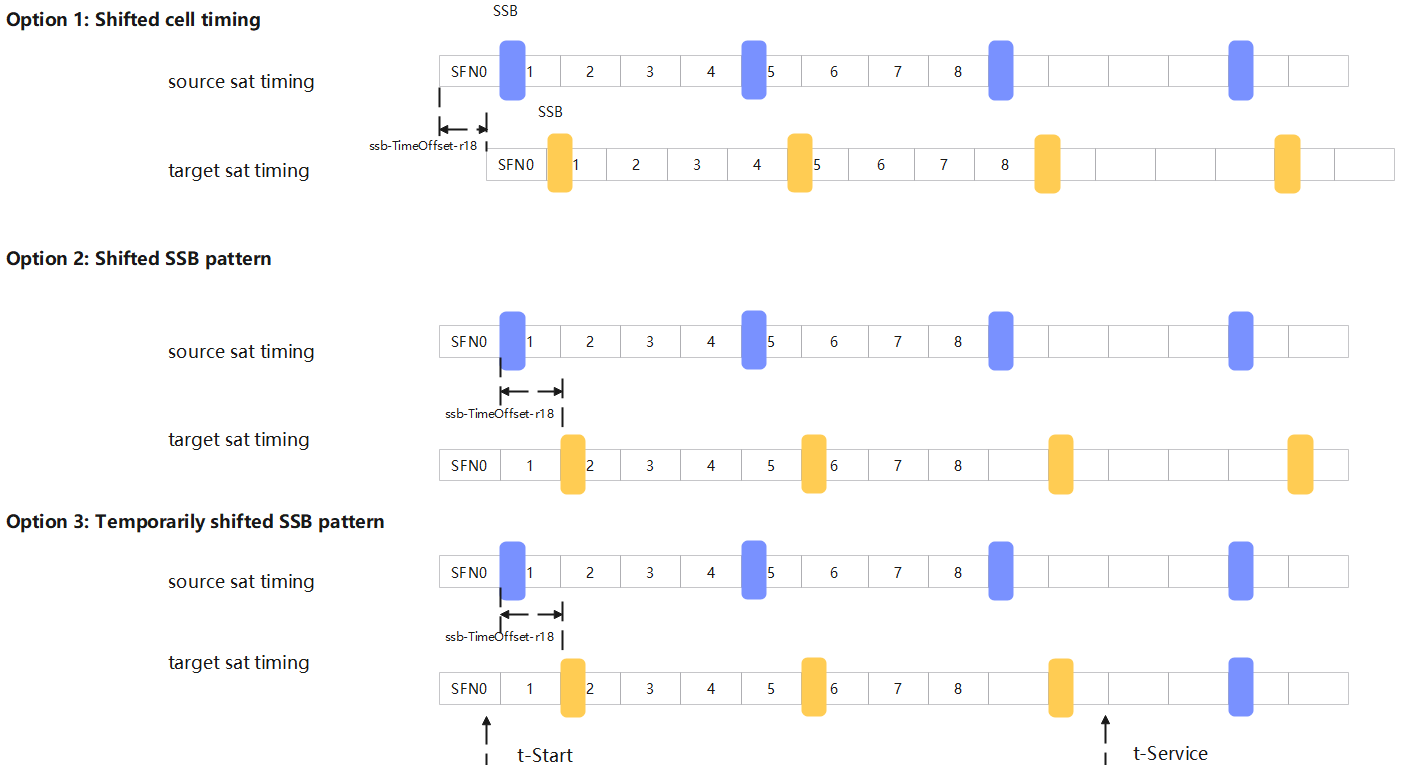 Option 1: Shifted cell timing
SSB
source sat timing
SFN0 1 2 3 4 5 6 7 8
SSB
ssb-TimeOffset-r18
target sat timing
SFN0 1 2 3 4 5 6 7 8
Option 2: Shifted SSB pattern
source sat timing
SFN0 1 2 3 4 5 6 7 8
ssb-TimeOffset-r18
target sat timing
SFN0 1 2 3 4 5 6 7 8
Option 3: Temporarily shifted SSB pattern
source sat timing
SFN0 1 2 3 4 5 6 7 8
ssb-TimeOffset-r18
target sat timing
SFN0 1 2 3 4 5 6 7 8
t-Start
t-Service